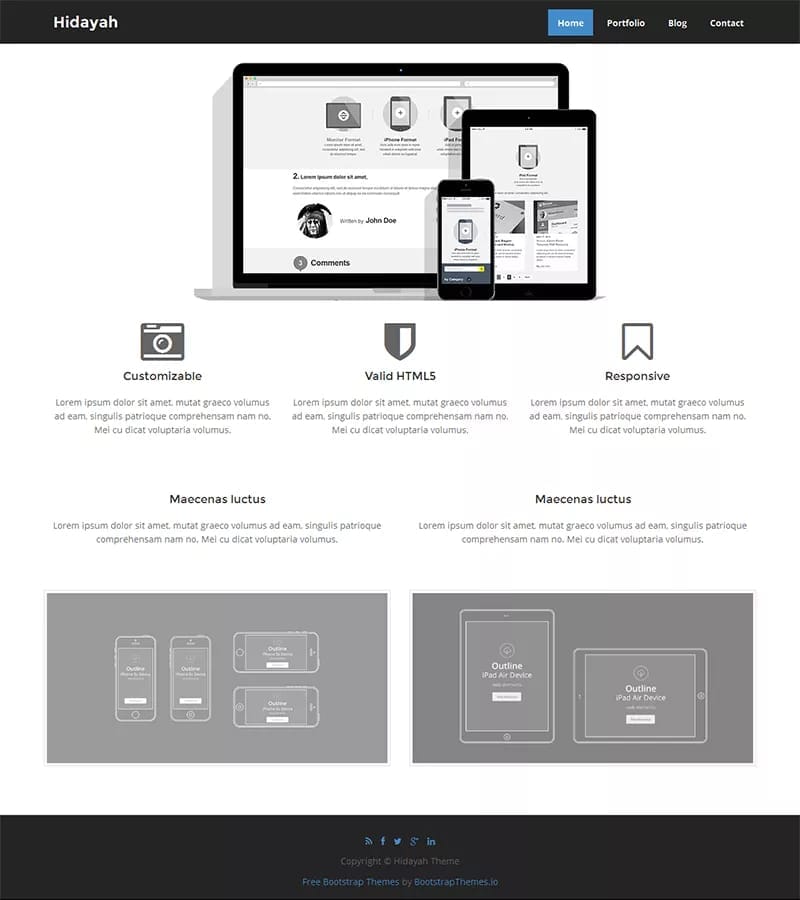 Hidayah
Home
Portfolio
Blog
Contact
Monitor Format
iPhone Format
iPad Format
2. Lorem ipsum dolor sit amet,
Written by John Doe
3 Comments
iPad Format
iPhone Format
by Category
Customizable
Valid HTML5
Responsive
Lorem ipsum dolor sit amet, mutat graeco volumus
ad eam, singulis patrioque comprehensam nam no.
Mei cu dicat voluptaria volumus.
Lorem ipsum dolor sit amet, mutat graeco volumus
ad eam, singulis patrioque comprehensam nam no.
Mei cu dicat voluptaria volumus.
Lorem ipsum dolor sit amet, mutat graeco volumus
ad eam, singulis patrioque comprehensam nam no.
Mei cu dicat voluptaria volumus.
Maecenas luctus
Lorem ipsum dolor sit amet, mutat graeco volumus ad eam, singulis patrioque
comprehensam nam no. Mei cu dicat voluptaria volumus.
Maecenas luctus
Lorem ipsum dolor sit amet, mutat graeco volumus ad eam, singulis patrioque
comprehensam nam no. Mei cu dicat voluptaria volumus.
Outline
iPhone 5s Device
Outline
iPhone 5s Device
Outline
iPhone 5s Device
Outline
iPhone 5s Device
Outline
iPad Air Device
web elements
Outline
iPad Air Device
web elements
Copyright © Hidayah Theme
Free Bootstrap Themes by BootstrapThemes.io